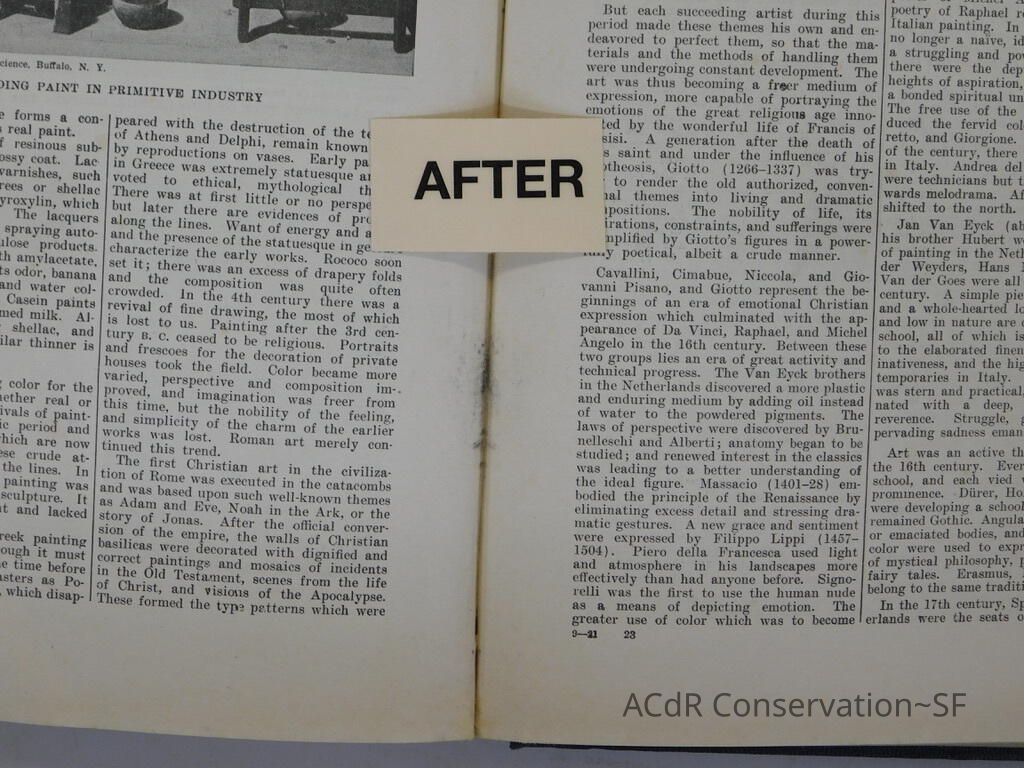 cience, Buffalo, N. Y.
DING PAINT IN PRIMITIVE INDUSTRY
e forms a con-
s real paint.
f resinous sub-
ossy coat. Lac
varnishes, such
rees or shellac
yroxylin, which
The lacquers
spraying auto-
ulose products.
th amylacetate,
ts odor, banana
and water col-
Casein paints
med milk. Al-
shellac, and
ilar thinner is
g color for the
hether real or
ivals of paint-
ic period and
which are now
ese crude at-
the lines. In
painting was
sculpture. It
nt and lacked
reek painting
ough it must
e time before
asters as Po-
, which disap-
peared with the destruction of the te
of Athens and Delphi, remain known
by reproductions on vases. Early pa
in Greece was extremely statuesque a
voted to ethical, mythological th
There was at first little or no perspe
but later there are evidences of pr
along the lines. Want of energy and a
and the presence of the statuesque in ge
characterize the early works. Rococo soon
set it; there was an excess of drapery folds
and the composition was quite often
crowded. In the 4th century there was a
revival of fine drawing, the most of which
is lost to us. Painting after the 3rd cen-
tury B. C. ceased to be religious. Portraits
and frescoes for the decoration of private
houses took the field. Color became more
varied, perspective and composition im-
proved, and imagination was freer from
this time, but the nobility of the feeling,
and simplicity of the charm of the earlier
works was lost. Roman art merely con-
tinued this trend.
The first Christian art in the civiliza-
tion of Rome was executed in the catacombs
and was based upon such well-known themes
as Adam and Eve, Noah in the Ark, or the
story of Jonas. After the official conver-
sion of the empire, the walls of Christian
basilicas were decorated with dignified and
correct paintings and mosaics of incidents
in the Old Testament, scenes from the life
of Christ, and visions of the Apocalypse.
These formed the type patterns which were
AFTER
But each succeeding artist during this
period made these themes his own and en-
deavored to perfect them, so that the ma-
terials and the methods of handling them
were undergoing constant development. The
art was thus becoming a freer medium of
expression, more capable of portraying the
emotions of the great religious age inno-
ted by the wonderful life of Francis of
sisi. A generation after the death of
s saint and under the influence of his
otheosis, Giotto (1266–1337) was try-
to render the old authorized, conven-
nal themes into living and dramatic
mpositions. The nobility of life, its
irations, constraints, and sufferings were
mplified by Giotto's figures in a power-
fully poetical, albeit a crude manner.
Cavallini, Cimabue, Niccola, and Gio-
vanni Pisano, and Giotto represent the be-
ginnings of an era of emotional Christian
expression which culminated with the ap-
pearance of Da Vinci, Raphael, and Michel
Angelo in the 16th century. Between these
two groups lies an era of great activity and
technical progress. The Van Eyck brothers
in the Netherlands discovered a more plastic
and enduring medium by adding oil instead
of water to the powdered pigments. The
laws of perspective were discovered by Bru-
nelleschi and Alberti; anatomy began to be
studied; and renewed interest in the classics
was leading to a better understanding of
the ideal figure. Massacio (1401–28) em-
bodied the principle of the Renaissance by
eliminating excess detail and stressing dra-
matic gestures. A new grace and sentiment
were expressed by Filippo Lippi (1457–
1504). Piero della Francesca used light
and atmosphere in his landscapes more
effectively than had anyone before. Signo-
relli was the first to use the human nude
as a means of depicting emotion. The
greater use of color which was to become
9—21 23
poetry of Raphael r
Italian painting. In
no longer a naïve, id
a struggling and pow
there were the dep
heights of aspiration,
a bonded spiritual un
The free use of the
duced the fervid col
retto, and Giorgione.
of the century, there
in Italy. Andrea del
were technicians but t
wards melodrama. Af
shifted to the north.
Jan Van Eyck (ab
his brother Hubert w
of painting in the Neth
der Weyders, Hans
Van der Goes were all
century. A simple pie
and a whole-hearted lo
and low in nature are
school, all of which is
to the elaborated finen
inativeness, and the hig
temporaries in Italy.
was stern and practical,
nated with a deep,
reverence. Struggle,
pervading sadness eman
Art was an active th
the 16th century. Ever
school, and each vied w
prominence. Dürer, Ho
were developing a school
remained Gothic. Angula
or emaciated bodies, and
color were used to expr
of mystical philosophy, p
fairy tales. Erasmus,
belong to the same traditi
In the 17th century, Sp
erlands were the seats o
ACdR Conservation~SF